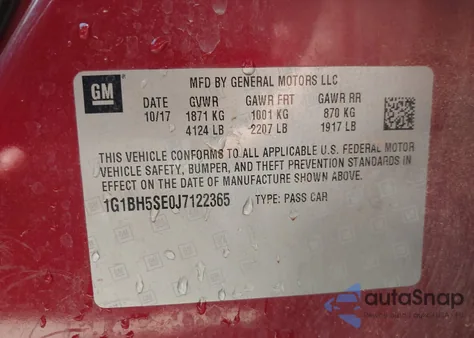 GM
MFD BY GENERAL MOTORS LLC
DATE GVWR GAWR FRT GAWR RR
10/17 1871 KG 1001 KG 870 KG
4124 LB 2207 LB 1917 LB
THIS VEHICLE CONFORMS TO ALL APPLICABLE U.S. FEDERAL MOTOR
VEHICLE SAFETY, BUMPER, AND THEFT PREVENTION STANDARDS IN
EFFECT ON THE DATE OF MANUFACTURE SHOWN ABOVE.
1G1BH5SE0J7122365 TYPE: PASS CAR
autoSnap